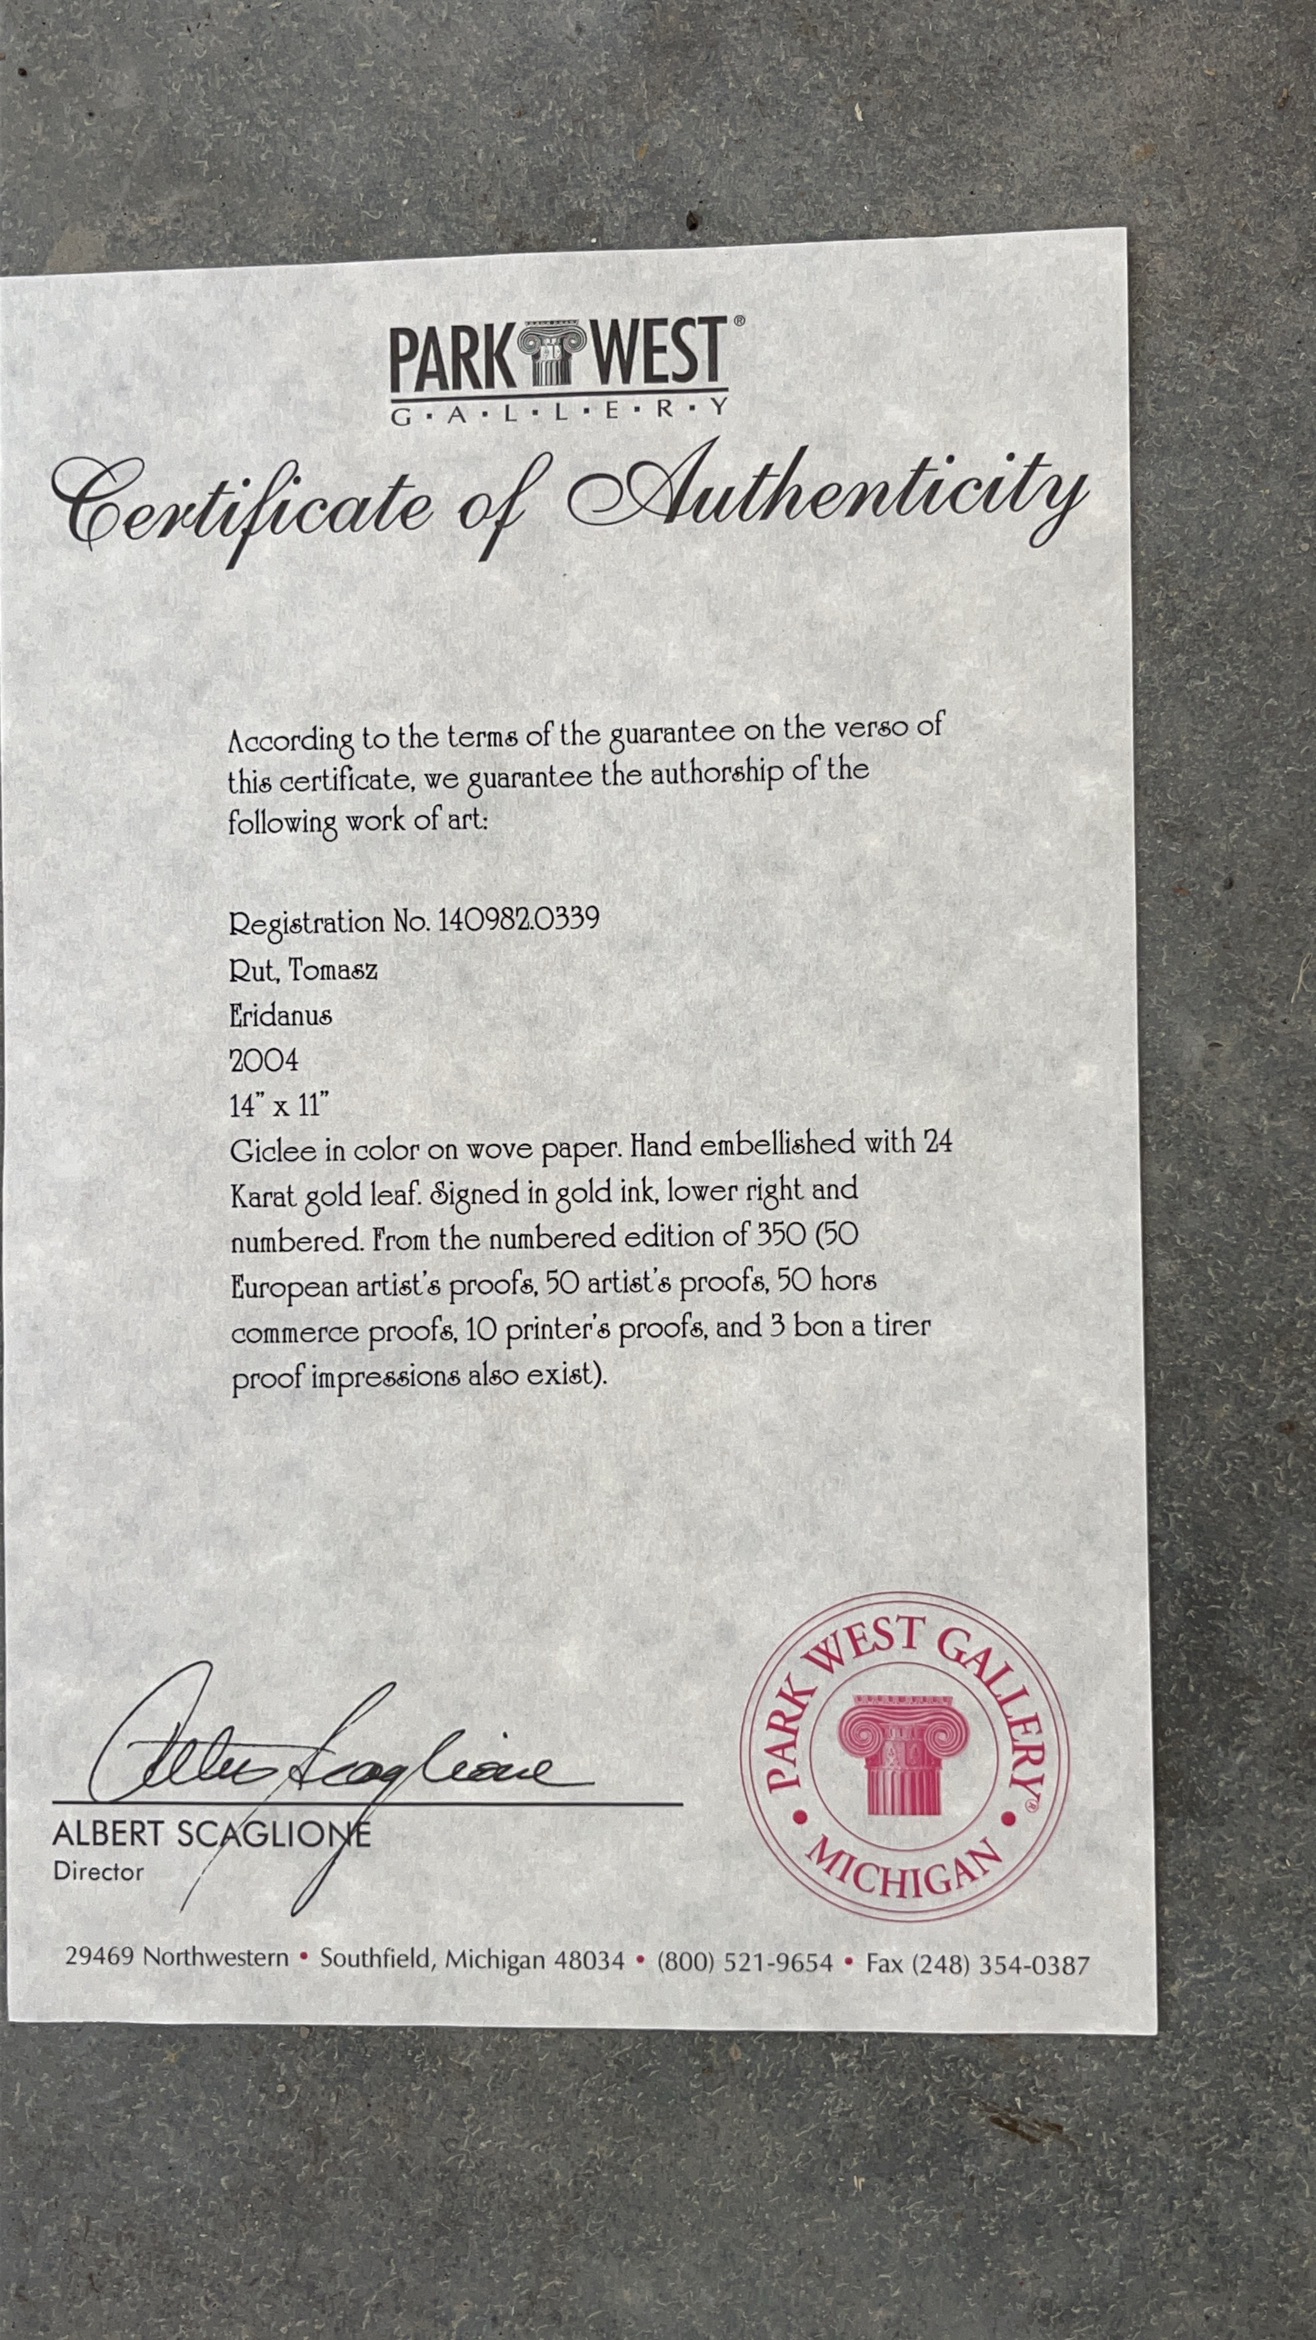 PARK WEST®
G·A·L·L·E·R·Y
Certificate of Authenticity
According to the terms of the guarantee on the verso of
this certificate, we guarantee the authorship of the
following work of art:
Registration No. 140982.0339
Rut, Tomasz
Eridanus
2004
14” x 11”
Giclee in color on wove paper. Hand embellished with 24
Karat gold leaf. Signed in gold ink, lower right and
numbered. From the numbered edition of 350 (50
European artist's proofs, 50 artist's proofs, 50 hors
commerce proofs, 10 printer's proofs, and 3 bon a tirer
proof impressions also exist).
Albert Scaglione
ALBERT SCAGLIONE
Director
PARK WEST GALLERY®
• MICHIGAN •
29469 Northwestern • Southfield, Michigan 48034 • (800) 521-9654 • Fax (248) 354-0387